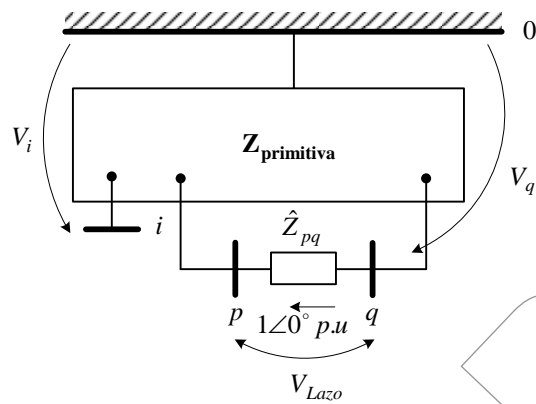 0
V_i
Z_primitiva
V_q
i
Ẑ_pq
p
1∠0° p.u
q
V_Lazo